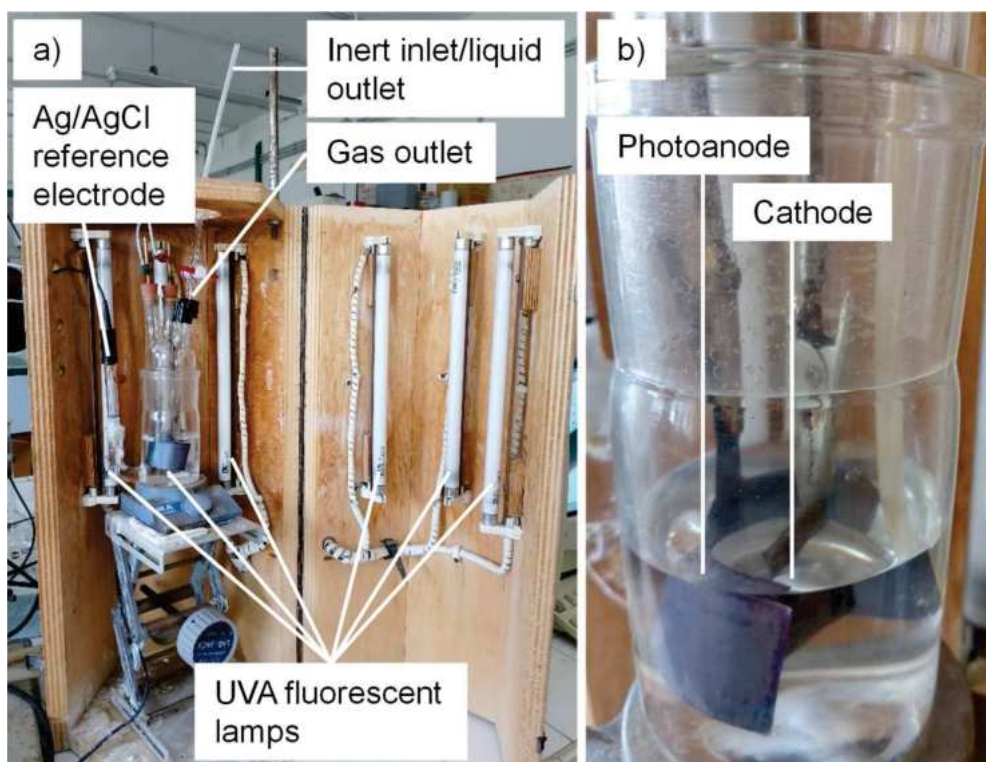 a)
Inert inlet/liquid
outlet
Ag/AgCl
reference
electrode
Gas outlet
UVA fluorescent
lamps
b)
Photoanode
Cathode